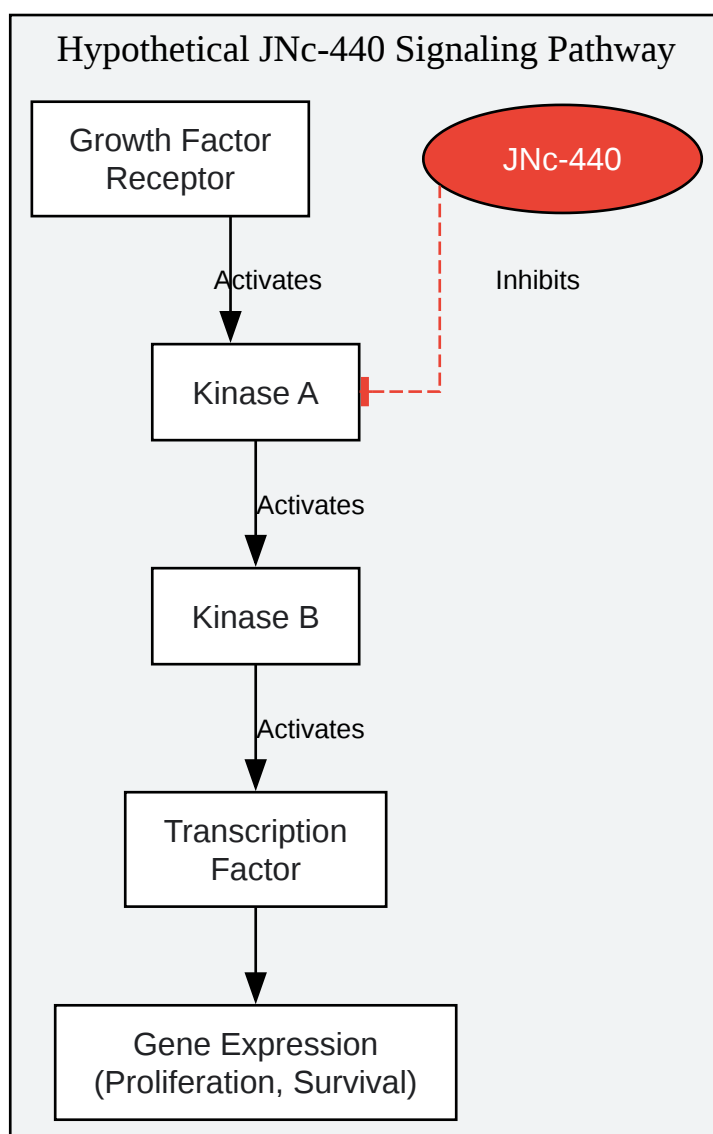 Hypothetical JNc-440 Signaling Pathway
Growth Factor
Receptor
JNc-440
Activates
Inhibits
Kinase A
Activates
Kinase B
Activates
Transcription
Factor
Gene Expression
(Proliferation, Survival)